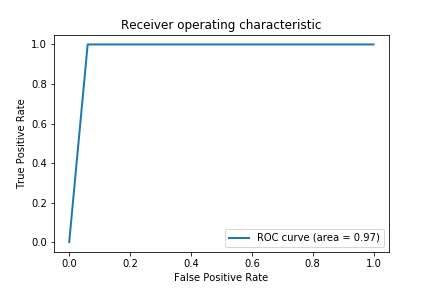 Receiver operating characteristic
True Positive Rate
1.0
0.8
0.6
0.4
0.2
0.0
ROC curve (area = 0.97)
0.0 0.2 0.4 0.6 0.8 1.0
False Positive Rate